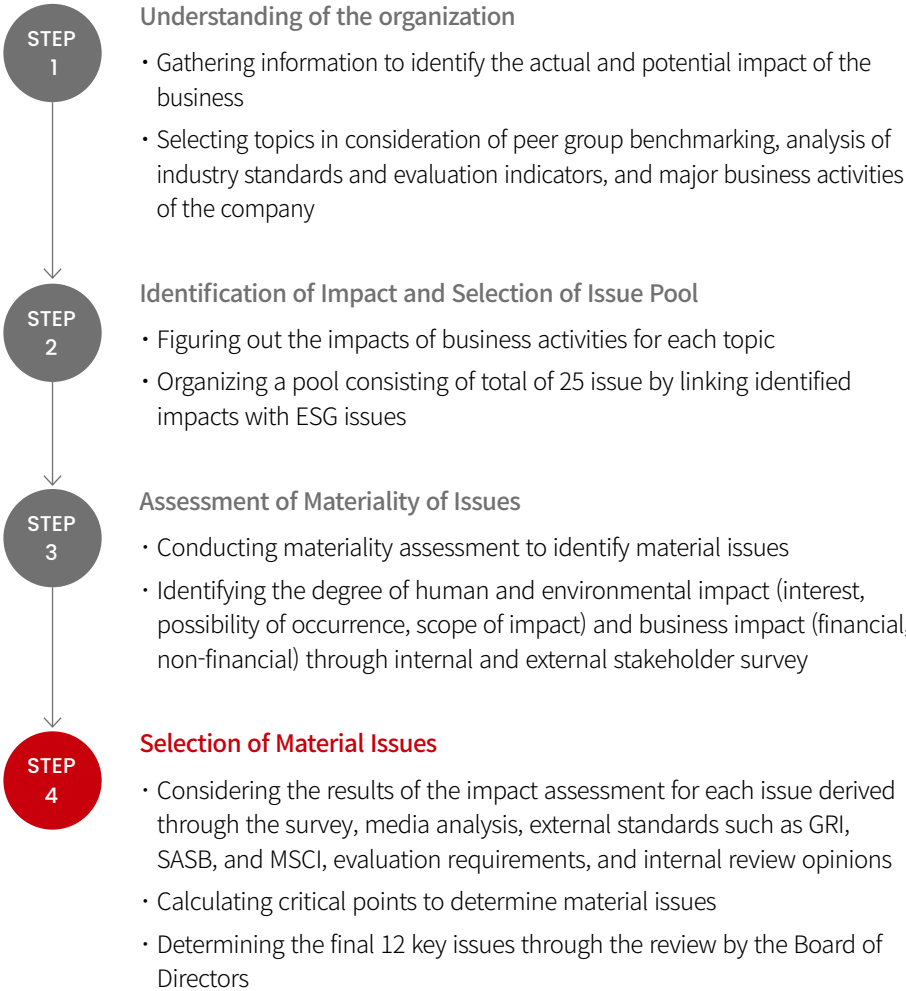 STEP
1
Understanding of the organization
· Gathering information to identify the actual and potential impact of the
business
· Selecting topics in consideration of peer group benchmarking, analysis of
industry standards and evaluation indicators, and major business activities
of the company
STEP
2
Identification of Impact and Selection of Issue Pool
· Figuring out the impacts of business activities for each topic
· Organizing a pool consisting of total of 25 issue by linking identified
impacts with ESG issues
STEP
3
Assessment of Materiality of Issues
· Conducting materiality assessment to identify material issues
· Identifying the degree of human and environmental impact (interest,
possibility of occurrence, scope of impact) and business impact (financial,
non-financial) through internal and external stakeholder survey
STEP
4
Selection of Material Issues
· Considering the results of the impact assessment for each issue derived
through the survey, media analysis, external standards such as GRI,
SASB, and MSCI, evaluation requirements, and internal review opinions
· Calculating critical points to determine material issues
· Determining the final 12 key issues through the review by the Board of
Directors